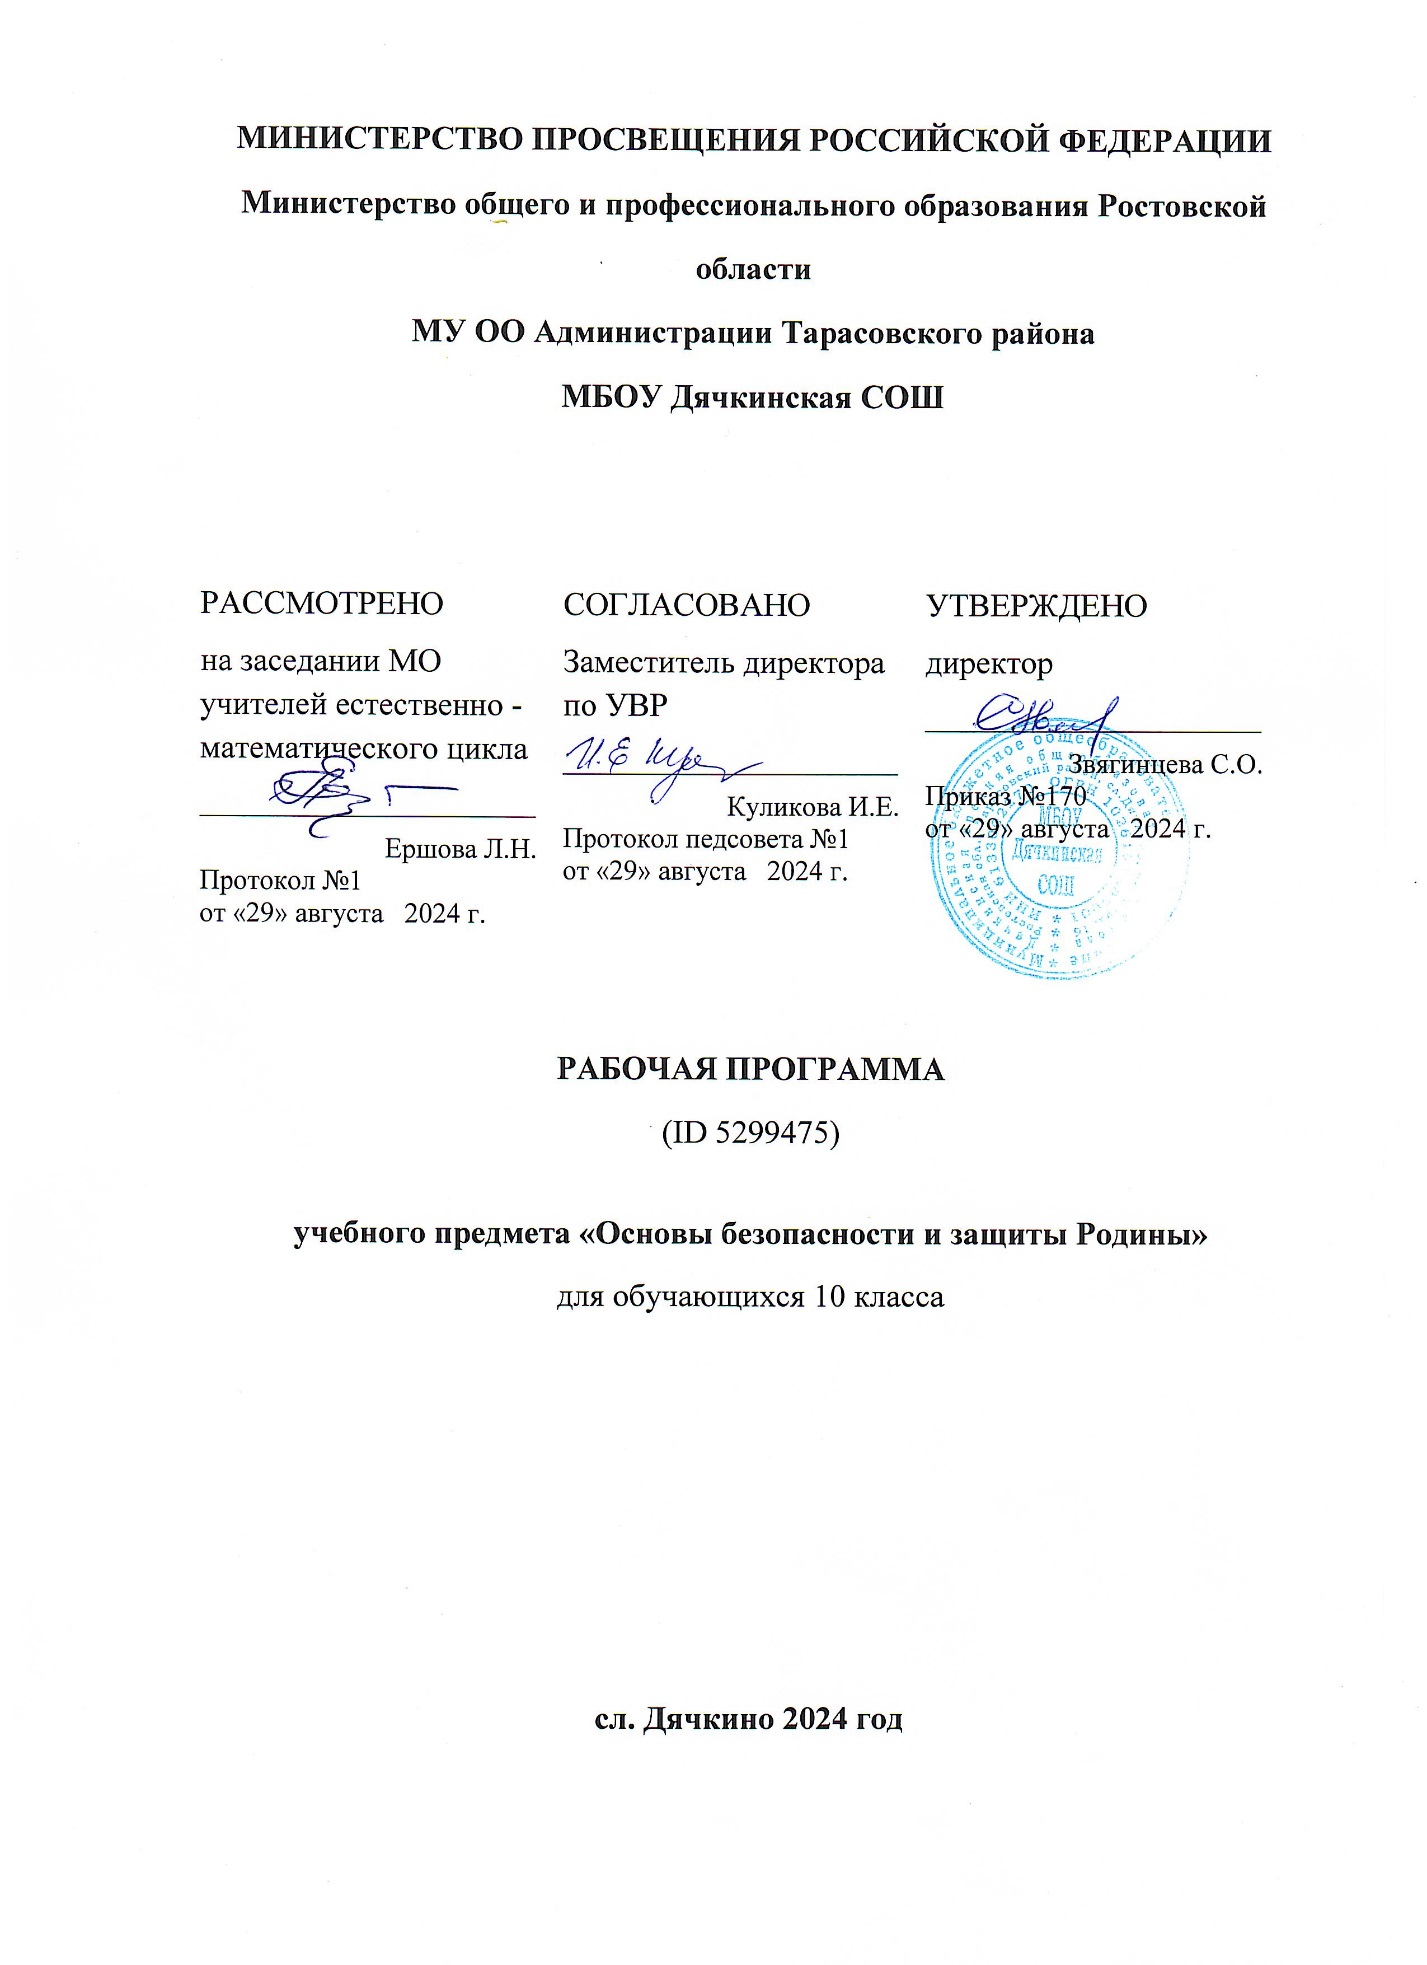 МИНИСТЕРСТВО ПРОСВЕЩЕНИЯ РОССИЙСКОЙ ФЕДЕРАЦИИ
Министерство общего и профессионального образования Ростовской
области
МУ ОО Администрации Тарасовского района
МБОУ Дячкинская СОШ
РАССМОТРЕНО
на заседании МО
учителей естественно -
математического цикла
Ершова Л.Н.
Протокол №1
от «29» августа 2024 г.
СОГЛАСОВАНО
Заместитель директора
по УВР
Куликова И.Е.
Протокол педсовета №1
от «29» августа 2024 г.
УТВЕРЖДЕНО
директор
Звягинцева С.О.
Приказ №170
от «29» августа 2024 г.
МБОУ
Дячкинская
СОШ
РАБОЧАЯ ПРОГРАММА
(ID 5299475)
учебного предмета «Основы безопасности и защиты Родины»
для обучающихся 10 класса
сл. Дячкино 2024 год